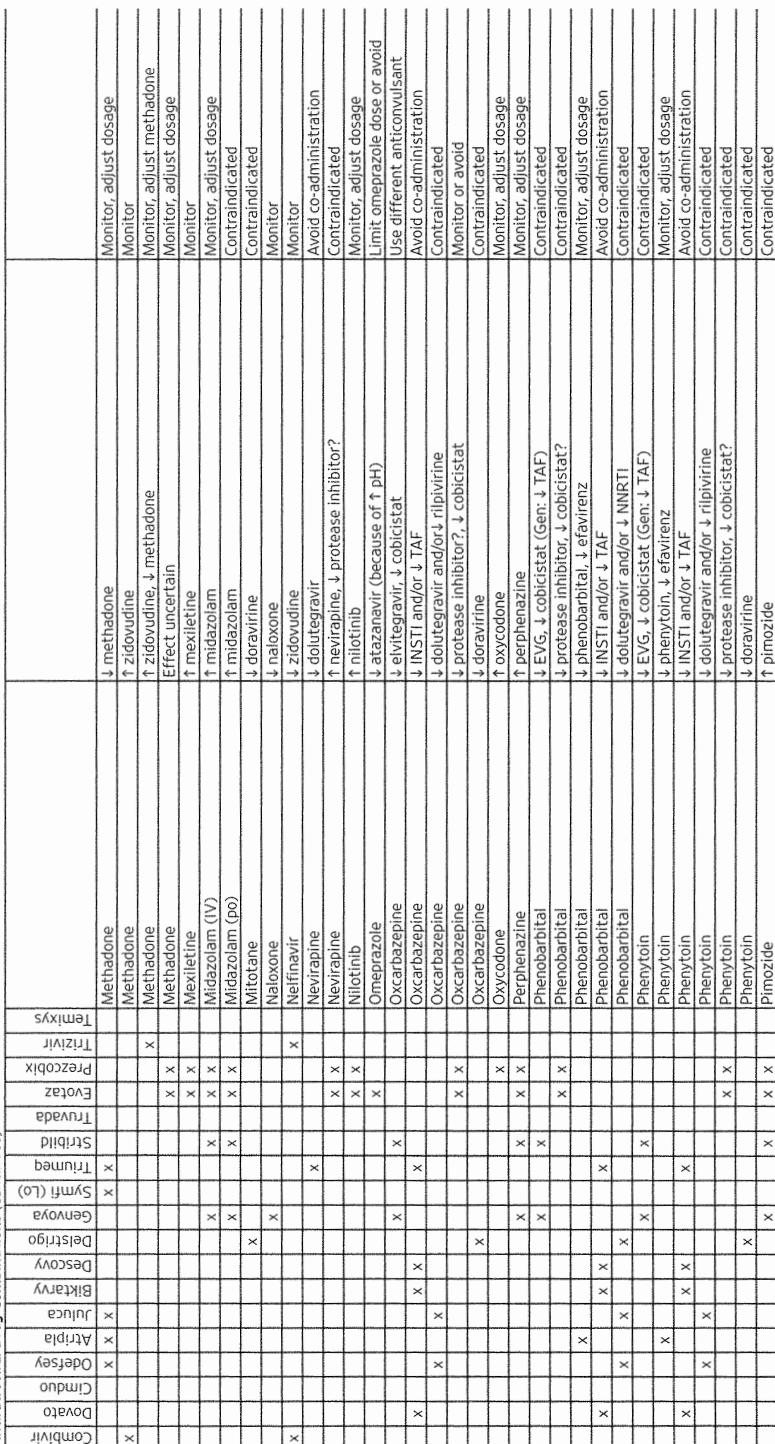 Combivir Dovato Cimduo Odefsey Atripla Juluca Biktarvy Descovy Delstrigo Genvoya Symfi (Lo) Triumeq Stribild Truvada Evotaz Prezcobix Trizivir Temixys
x x x x x Methadone ↓ methadone Monitor, adjust dosage
x Methadone ↑ zidovudine Monitor
x Methadone ↑ zidovudine, ↓ methadone Monitor, adjust methadone
x x Methadone Effect uncertain Monitor, adjust dosage
x x Mexiletine ↑ mexiletine Monitor
x x x x Midazolam (IV) ↑ midazolam Monitor, adjust dosage
x x x x Midazolam (po) ↑ midazolam Contraindicated
x Mitotane ↓ doravirine Contraindicated
x Naloxone ↓ naloxone Monitor
x x Nelfinavir ↓ zidovudine Monitor
x Nevirapine ↓ dolutegravir Avoid co-administration
x x Nevirapine ↑ nevirapine, ↓ protease inhibitor? Contraindicated
x x Nilotinib ↑ nilotinib Monitor, adjust dosage
x Omeprazole ↓ atazanavir (because of ↑ pH) Limit omeprazole dose or avoid
x x Oxcarbazepine ↓ elvitegravir, ↓ cobicistat Use different anticonvulsant
x x x x Oxcarbazepine ↓ INSTI and/or ↓ TAF Avoid co-administration
x x Oxcarbazepine ↓ dolutegravir and/or↓ rilpivirine Contraindicated
x x Oxcarbazepine ↓ protease inhibitor?, ↓ cobicistat Monitor or avoid
x Oxcarbazepine ↓ doravirine Contraindicated
x Oxycodone ↑ oxycodone Monitor, adjust dosage
x x x x Perphenazine ↑ perphenazine Monitor, adjust dosage
x x Phenobarbital ↓ EVG, ↓ cobicistat (Gen: ↓ TAF) Contraindicated
x x Phenobarbital ↓ protease inhibitor, ↓ cobicistat? Contraindicated
x Phenobarbital ↓ phenobarbital, ↓ efavirenz Monitor, adjust dosage
x x x x Phenobarbital ↓ INSTI and/or ↓ TAF Avoid co-administration
x x x Phenobarbital ↓ dolutegravir and/or ↓ NNRTI Contraindicated
x x Phenytoin ↓ EVG, ↓ cobicistat (Gen: ↓ TAF) Contraindicated
x Phenytoin ↓ phenytoin, ↓ efavirenz Monitor, adjust dosage
x x x x Phenytoin ↓ INSTI and/or ↓ TAF Avoid co-administration
x x Phenytoin ↓ dolutegravir and/or ↓ rilpivirine Contraindicated
x x Phenytoin ↓ protease inhibitor, ↓ cobicistat? Contraindicated
x Phenytoin ↓ doravirine Contraindicated
x x x x Pimozide ↑ pimozide Contraindicated